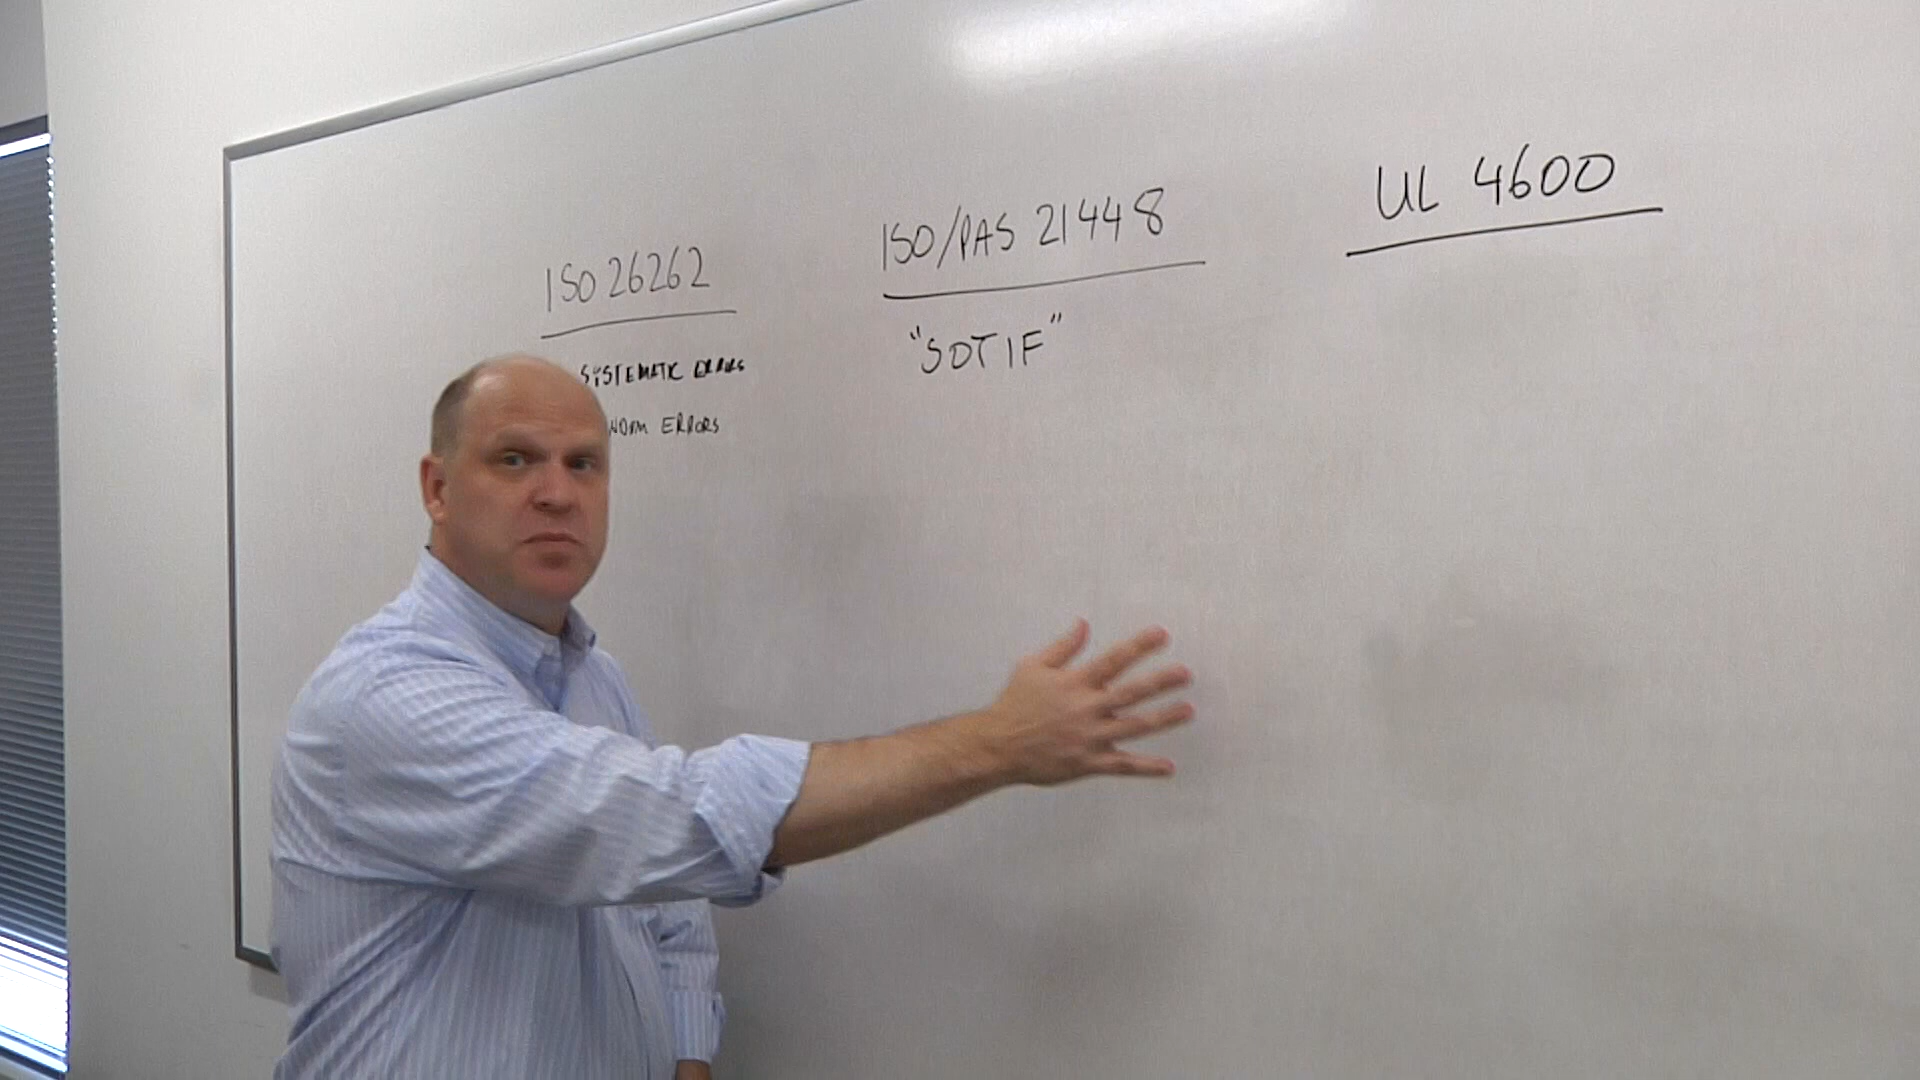 ISO 26262
SYSTEMATIC ERRORS
ERRORS
ISO/PAS 21448
"SOTIF"
UL 4600